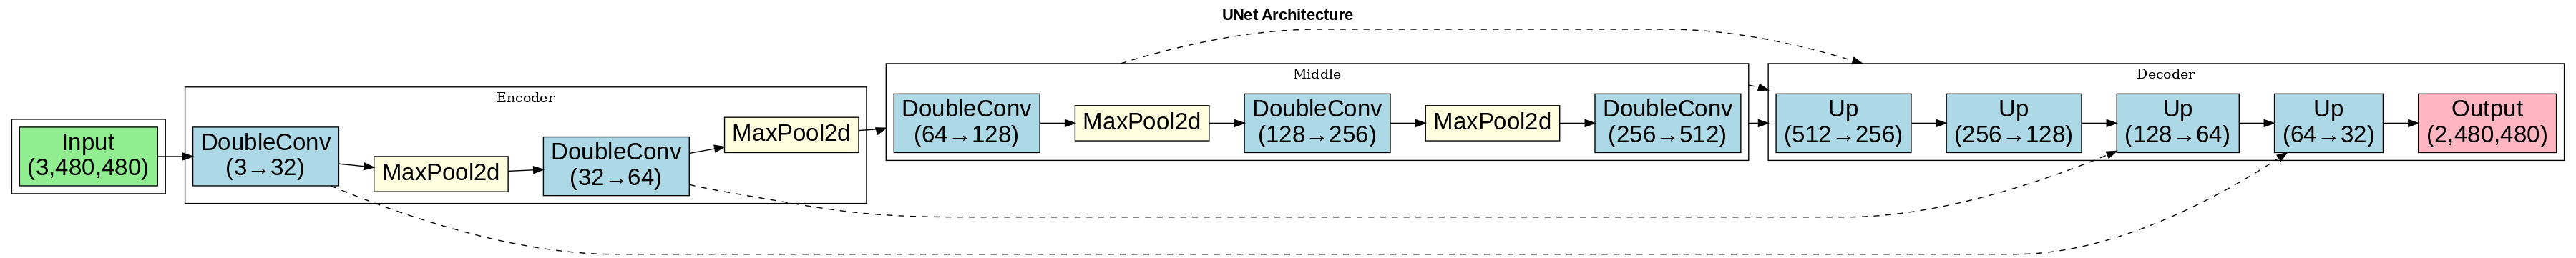 UNet Architecture
Input
(3,480,480)
Encoder
DoubleConv
(3→32)
MaxPool2d
DoubleConv
(32→64)
MaxPool2d
Middle
DoubleConv
(64→128)
MaxPool2d
DoubleConv
(128→256)
MaxPool2d
DoubleConv
(256→512)
Decoder
Up
(512→256)
Up
(256→128)
Up
(128→64)
Up
(64→32)
Output
(2,480,480)